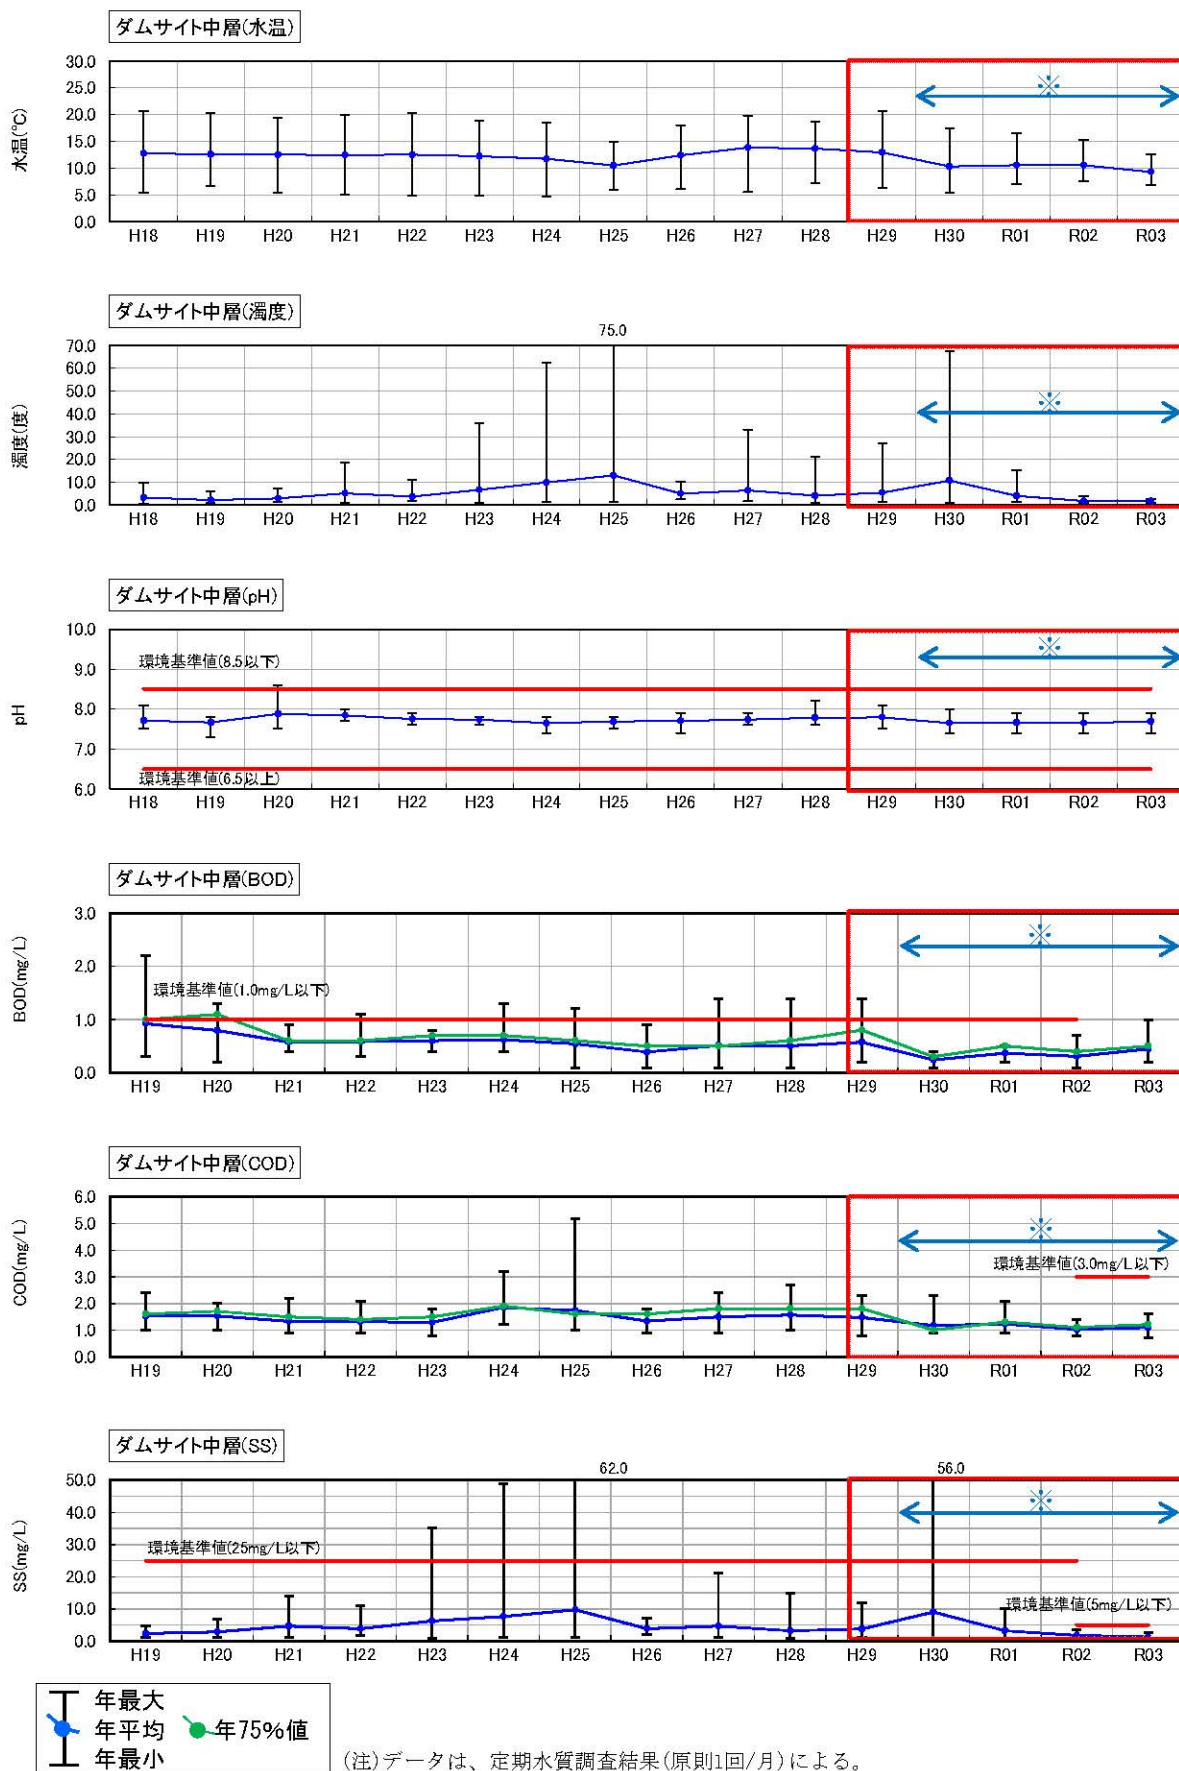 ダムサイト中層(水温)
30.0
25.0
20.0
15.0
10.0
5.0
0.0
水温(℃)
※
H18 H19 H20 H21 H22 H23 H24 H25 H26 H27 H28 H29 H30 R01 R02 R03
ダムサイト中層(濁度)
75.0
70.0
60.0
50.0
40.0
30.0
20.0
10.0
0.0
濁度(度)
※
H18 H19 H20 H21 H22 H23 H24 H25 H26 H27 H28 H29 H30 R01 R02 R03
ダムサイト中層(pH)
10.0
9.0
8.0
7.0
6.0
pH
※
環境基準値(8.5以下)
環境基準値(6.5以上)
H18 H19 H20 H21 H22 H23 H24 H25 H26 H27 H28 H29 H30 R01 R02 R03
ダムサイト中層(BOD)
3.0
2.0
1.0
0.0
BOD(mg/L)
※
環境基準値(1.0mg/L以下)
H19 H20 H21 H22 H23 H24 H25 H26 H27 H28 H29 H30 R01 R02 R03
ダムサイト中層(COD)
6.0
5.0
4.0
3.0
2.0
1.0
0.0
COD(mg/L)
※
環境基準値(3.0mg/L以下)
H19 H20 H21 H22 H23 H24 H25 H26 H27 H28 H29 H30 R01 R02 R03
ダムサイト中層(SS)
62.0 56.0
50.0
40.0
30.0
20.0
10.0
0.0
SS(mg/L)
※
環境基準値(25mg/L以下)
環境基準値(5mg/L以下)
H19 H20 H21 H22 H23 H24 H25 H26 H27 H28 H29 H30 R01 R02 R03
年最大
年平均 年75%値
年最小
(注)データは、定期水質調査結果(原則1回/月)による。